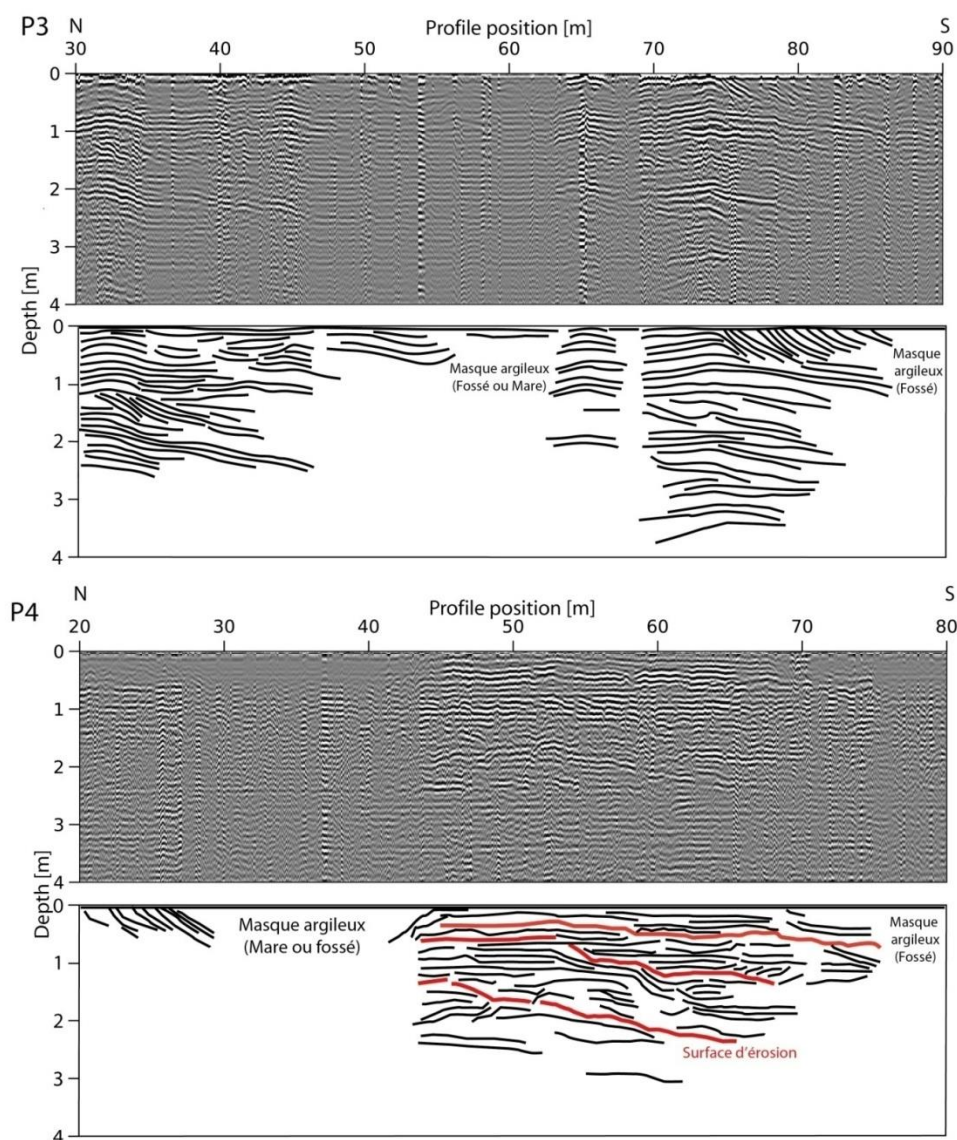 P3
N
Profile position [m]
S
30 40 50 60 70 80 90
0
1
2
3
4
Depth [m]
0
1
2
3
4
Masque argileux
(Fossé ou Mare)
Masque
argileux
(Fossé)
P4
N
Profile position [m]
S
20 30 40 50 60 70 80
0
1
2
3
4
Depth [m]
0
1
2
3
4
Masque argileux
(Mare ou fossé)
Masque
argileux
(Fossé)
Surface d'érosion